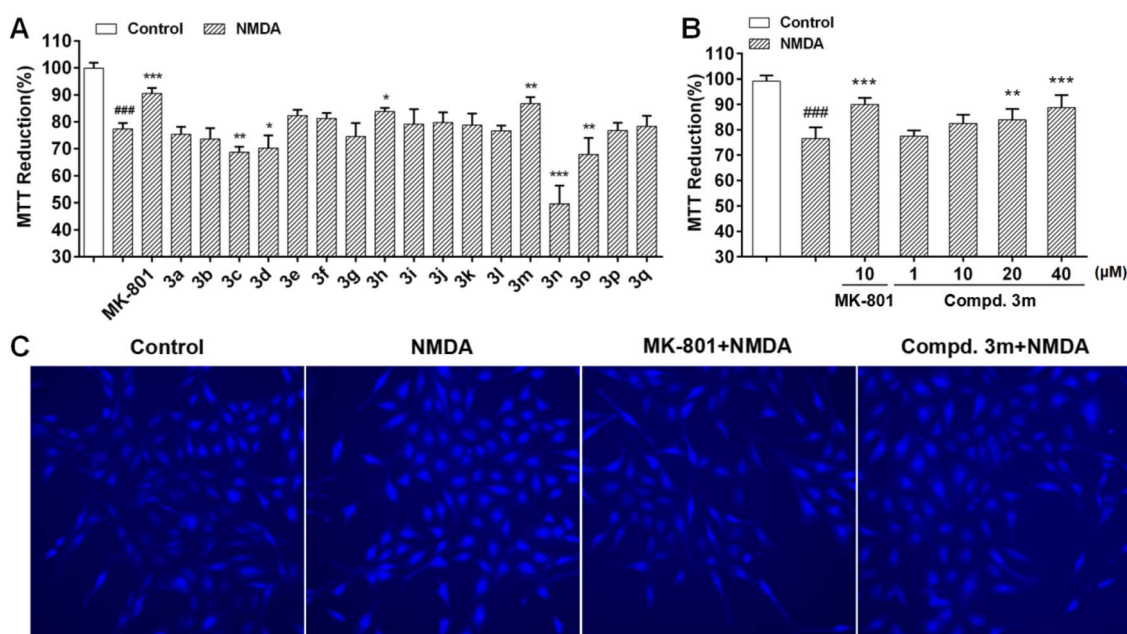 A
Control
NMDA
MTT Reduction(%)
110
100
90
80
70
60
50
40
30
###
***
**
*
*
**
***
**
MK-801
3a
3b
3c
3d
3e
3f
3g
3h
3i
3j
3k
3l
3m
3n
3o
3p
3q
B
Control
NMDA
MTT Reduction(%)
110
100
90
80
70
60
50
40
30
###
***
**
***
10 1 10 20 40 (μM)
MK-801 Compd. 3m
C
Control NMDA MK-801+NMDA Compd. 3m+NMDA